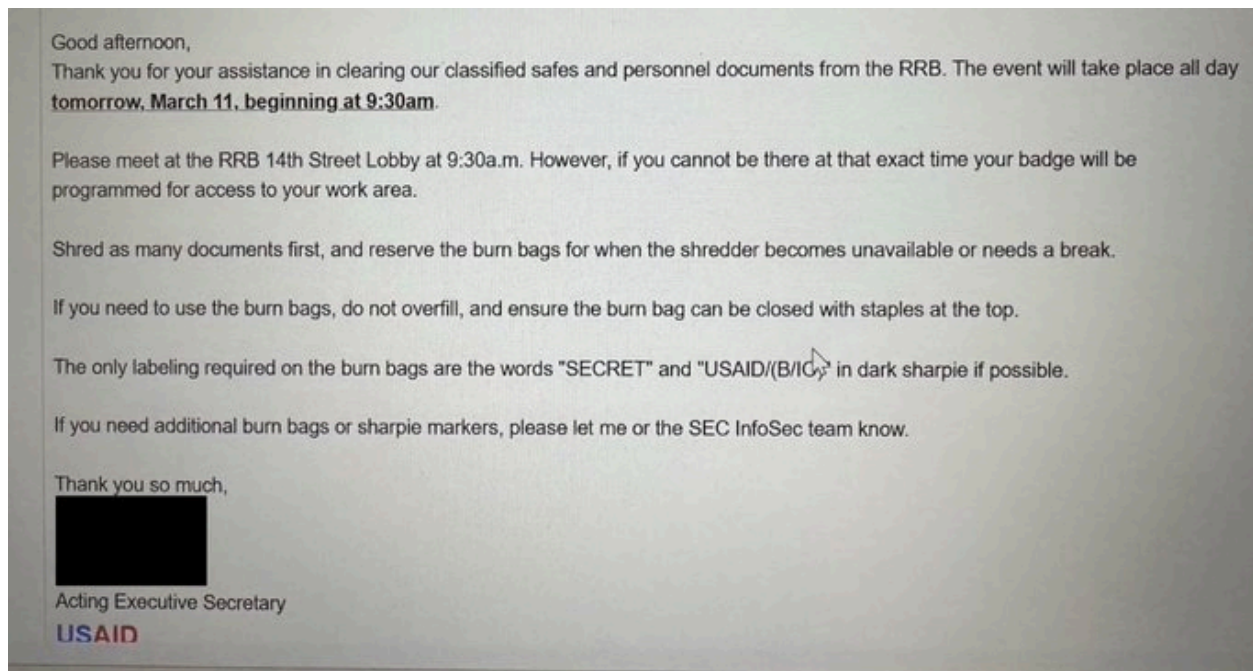 Good afternoon,
Thank you for your assistance in clearing our classified safes and personnel documents from the RRB. The event will take place all day
tomorrow, March 11, beginning at 9:30am.
Please meet at the RRB 14th Street Lobby at 9:30a.m. However, if you cannot be there at that exact time your badge will be
programmed for access to your work area.
Shred as many documents first, and reserve the burn bags for when the shredder becomes unavailable or needs a break.
If you need to use the burn bags, do not overfill, and ensure the burn bag can be closed with staples at the top.
The only labeling required on the burn bags are the words "SECRET" and in dark sharpie if possible.
If you need additional burn bags or sharpie markers, please let me or the SEC InfoSec team know.
Thank you so much,
Acting Executive Secretary
USAID